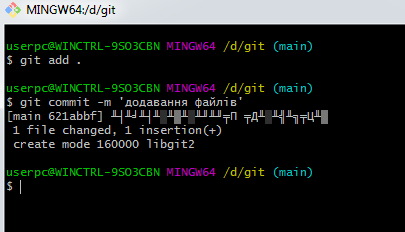 MINGW64:/d/git
userpc@WINCTRL-9SO3CBN MINGW64 /d/git (main)
$ git add .
userpc@WINCTRL-9SO3CBN MINGW64 /d/git (main)
$ git commit -m 'додавання файлів'
[main 621abbf]
1 file changed, 1 insertion(+)
create mode 160000 libgit2
userpc@WINCTRL-9SO3CBN MINGW64 /d/git (main)
$